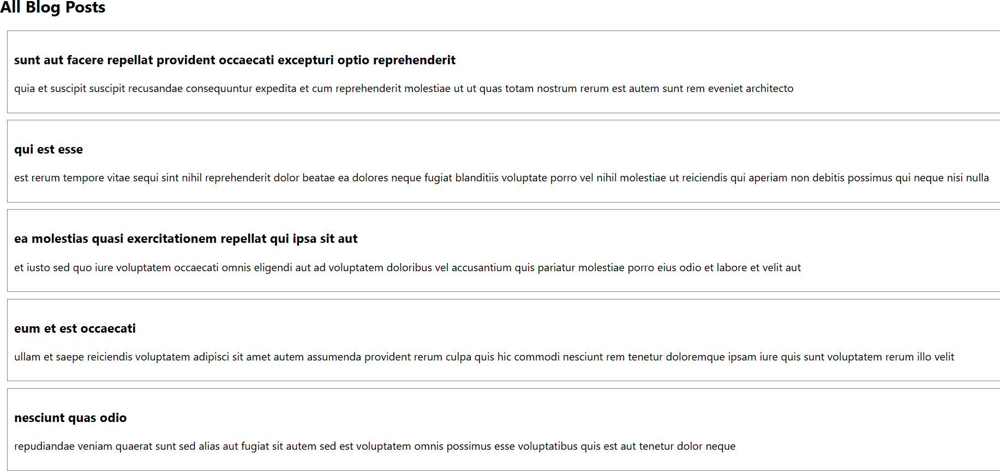 All Blog Posts
sunt aut facere repellat provident occaecati excepturi optio reprehenderit
quia et suscipit suscipit recusandae consequuntur expedita et cum reprehenderit molestiae ut ut quas totam nostrum rerum est autem sunt rem eveniet architecto
qui est esse
est rerum tempore vitae sequi sint nihil reprehenderit dolor beatae ea dolores neque fugiat blanditiis voluptate porro vel nihil molestiae ut reiciendis qui aperiam non debitis possimus qui neque nisi nulla
ea molestias quasi exercitationem repellat qui ipsa sit aut
et iusto sed quo iure voluptatem occaecati omnis eligendi aut ad voluptatem doloribus vel accusantium quis pariatur molestiae porro eius odio et labore et velit aut
eum et est occaecati
ullam et saepe reiciendis voluptatem adipisci sit amet autem assumenda provident rerum culpa quis hic commodi nesciunt rem tenetur doloremque ipsam iure quis sunt voluptatem rerum illo velit
nesciunt quas odio
repudiandae veniam quaerat sunt sed alias aut fugiat sit autem sed est voluptatem omnis possimus esse voluptatibus quis est aut tenetur dolor neque